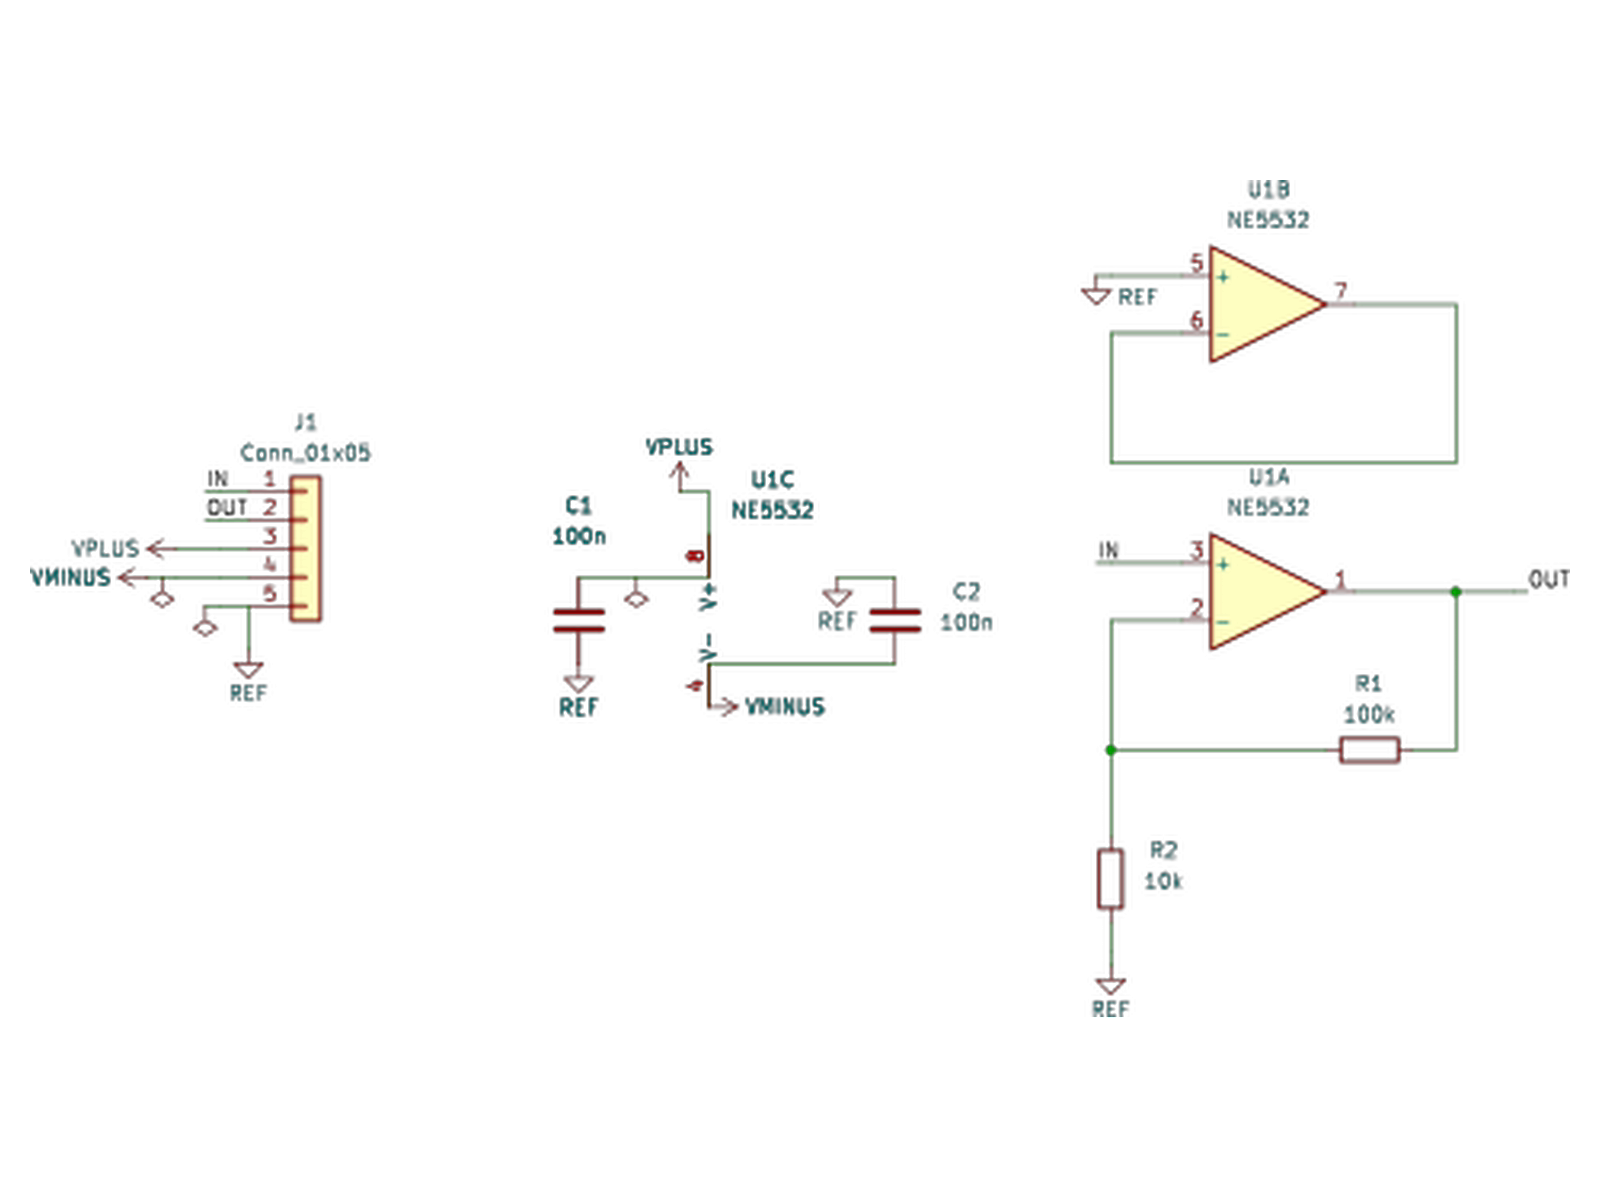 J1
Conn_01x05
IN 1
OUT 2
VPLUS 3
VMINUS 4
5
REF
VPLUS
U1C
NE5532
C1
100n
8
V+
V-
4
REF
VMINUS
REF
C2
100n
U1B
NE5532
5 +
REF
6 -
7
U1A
NE5532
IN 3 +
2 -
1
OUT
R1
100k
R2
10k
REF